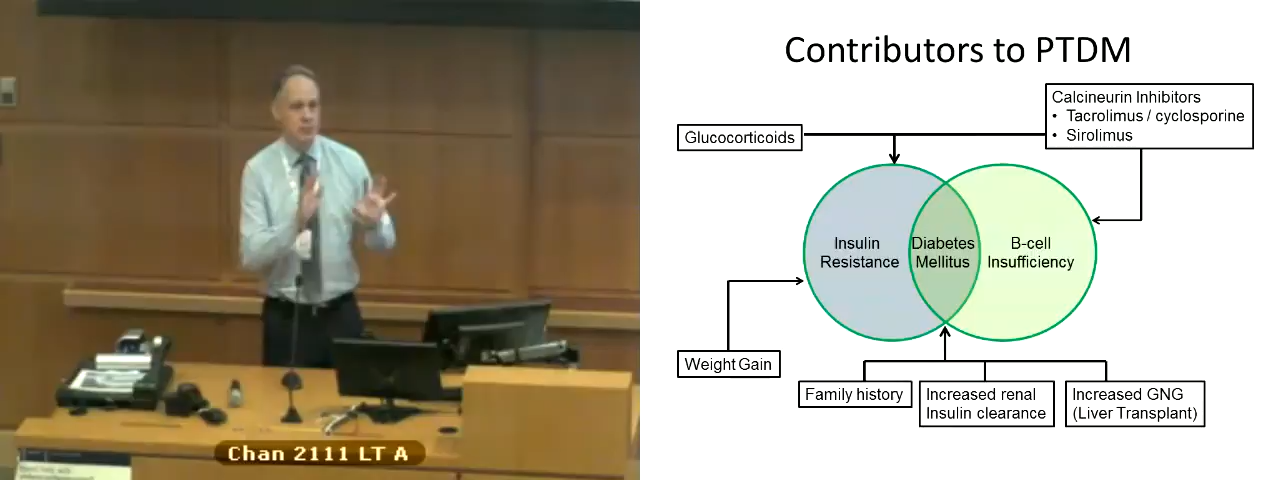 Chan 2111 LT A
Contributors to PTDM
Glucocorticoids
Calcineurin Inhibitors
• Tacrolimus / cyclosporine
• Sirolimus
Insulin
Resistance
Diabetes
Mellitus
B-cell
Insufficiency
Weight Gain
Family history
Increased renal
Insulin clearance
Increased GNG
(Liver Transplant)